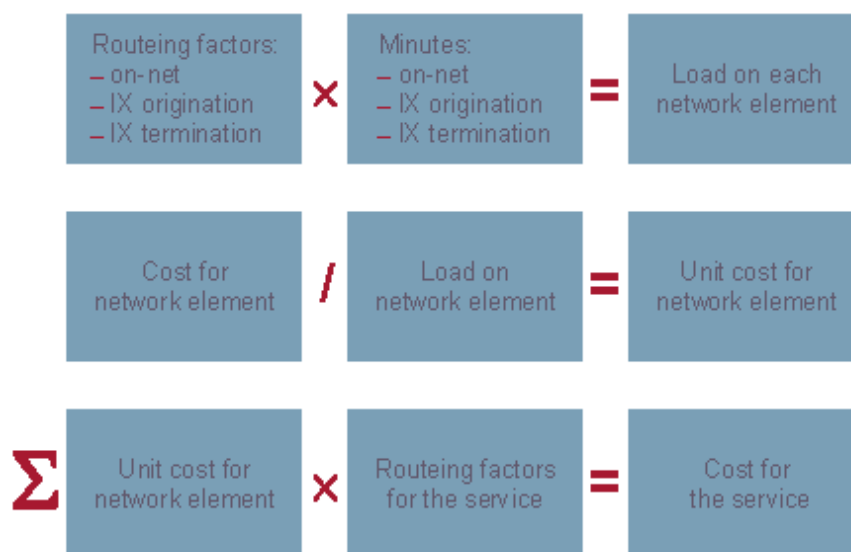 Routeing factors:
– on-net
– IX origination
– IX termination
×
Minutes:
– on-net
– IX origination
– IX termination
=
Load on each
network element
Cost for
network element
/
Load on
network element
=
Unit cost for
network element
Σ
Unit cost for
network element
×
Routeing factors
for the service
=
Cost for
the service